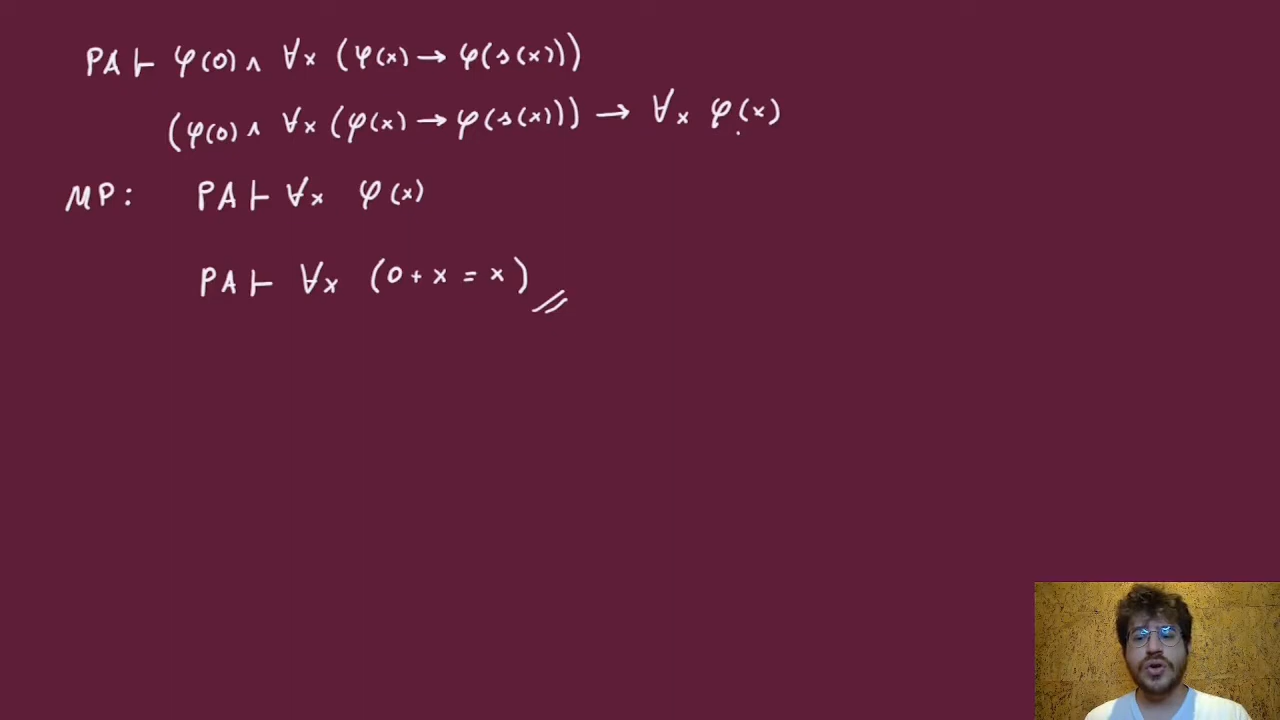 PA ⊢ φ(0) ∧ ∀x (φ(x) → φ(s(x)))
(φ(0) ∧ ∀x (φ(x) → φ(s(x))) → ∀x φ(x)
MP: PA ⊢ ∀x φ(x)
PA ⊢ ∀x (0 + x = x) //